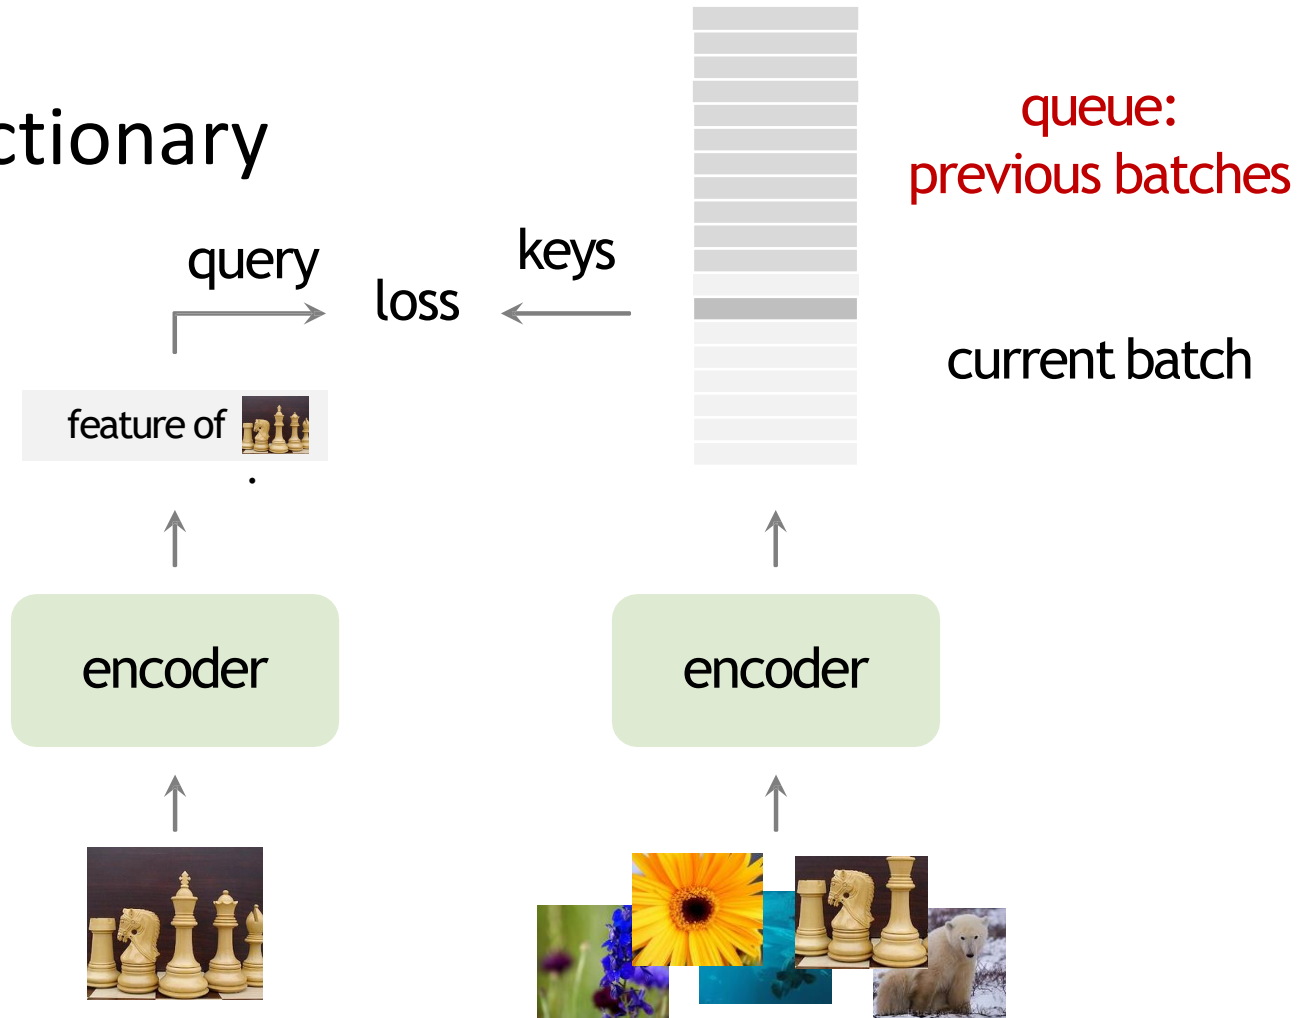 ctionary
queue:
previous batches
query
keys
loss
current batch
feature of
.
encoder
encoder